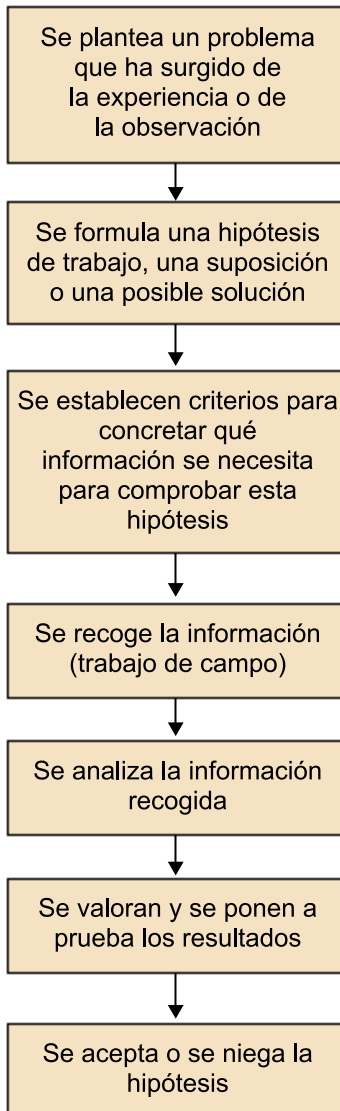 Se plantea un problema
que ha surgido de
la experiencia o de
la observación
Se formula una hipótesis
de trabajo, una suposición
o una posible solución
Se establecen criterios para
concretar qué
información se necesita
para comprobar esta
hipótesis
Se recoge la información
(trabajo de campo)
Se analiza la información
recogida
Se valoran y se ponen a
prueba los resultados
Se acepta o se niega la
hipótesis